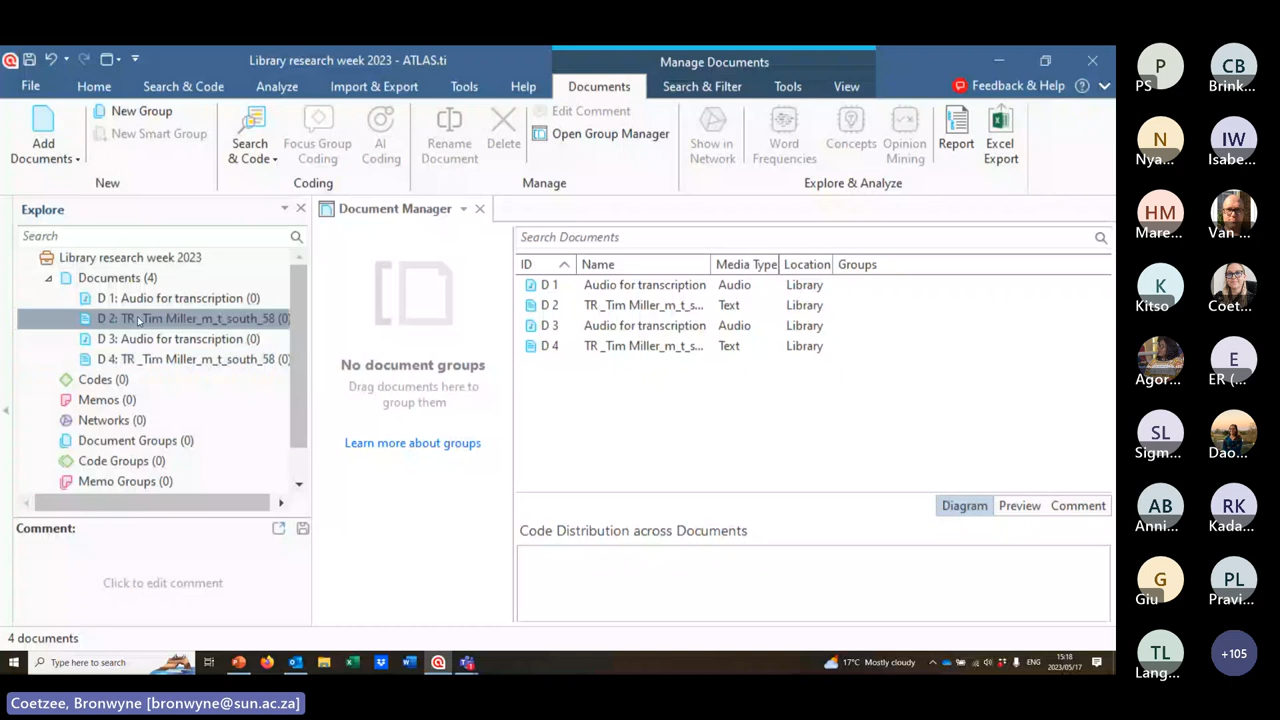 Library research week 2023 - ATLAS.ti
Manage Documents
File
Home
Search & Code
Analyze
Import & Export
Tools
Help
Documents
Search & Filter
Tools
View
Feedback & Help
New Group
New Smart Group
Add
Documents
New
Search
& Code
Focus Group
Coding
AI
Coding
Coding
Rename
Document
Delete
Edit Comment
Open Group Manager
Manage
Show in
Network
Word
Frequencies
Concepts
Opinion
Mining
Report
Excel
Export
Explore & Analyze
Explore
Search
Library research week 2023
Documents (4)
D 1: Audio for transcription (0)
D 2: TR _Tim Miller_m_t_south_58 (0)
D 3: Audio for transcription (0)
D 4: TR _Tim Miller_m_t_south_58 (0)
Codes (0)
Memos (0)
Networks (0)
Document Groups (0)
Code Groups (0)
Memo Groups (0)
Comment:
Click to edit comment
4 documents
Document Manager
No document groups
Drag documents here to
group them
Learn more about groups
Search Documents
ID Name Media Type Location Groups
D 1 Audio for transcription Audio Library
D 2 TR _Tim Miller_m_t_s... Text Library
D 3 Audio for transcription Audio Library
D 4 TR _Tim Miller_m_t_s... Text Library
Diagram Preview Comment
Code Distribution across Documents
Type here to search
17°C Mostly cloudy
ENG
15:18
2023/05/17
Coetzee, Bronwyne [bronwyne@sun.ac.za]
P
PS
CB
Brink...
N
Nya...
IW
Isabe...
HM
Mare...
Van ...
K
Kitso
Coet...
Agor...
E
ER (...
SL
Sigm...
Dao...
AB
Anni...
RK
Kada...
G
Giu
PL
Pravi...
TL
Lang...
+105